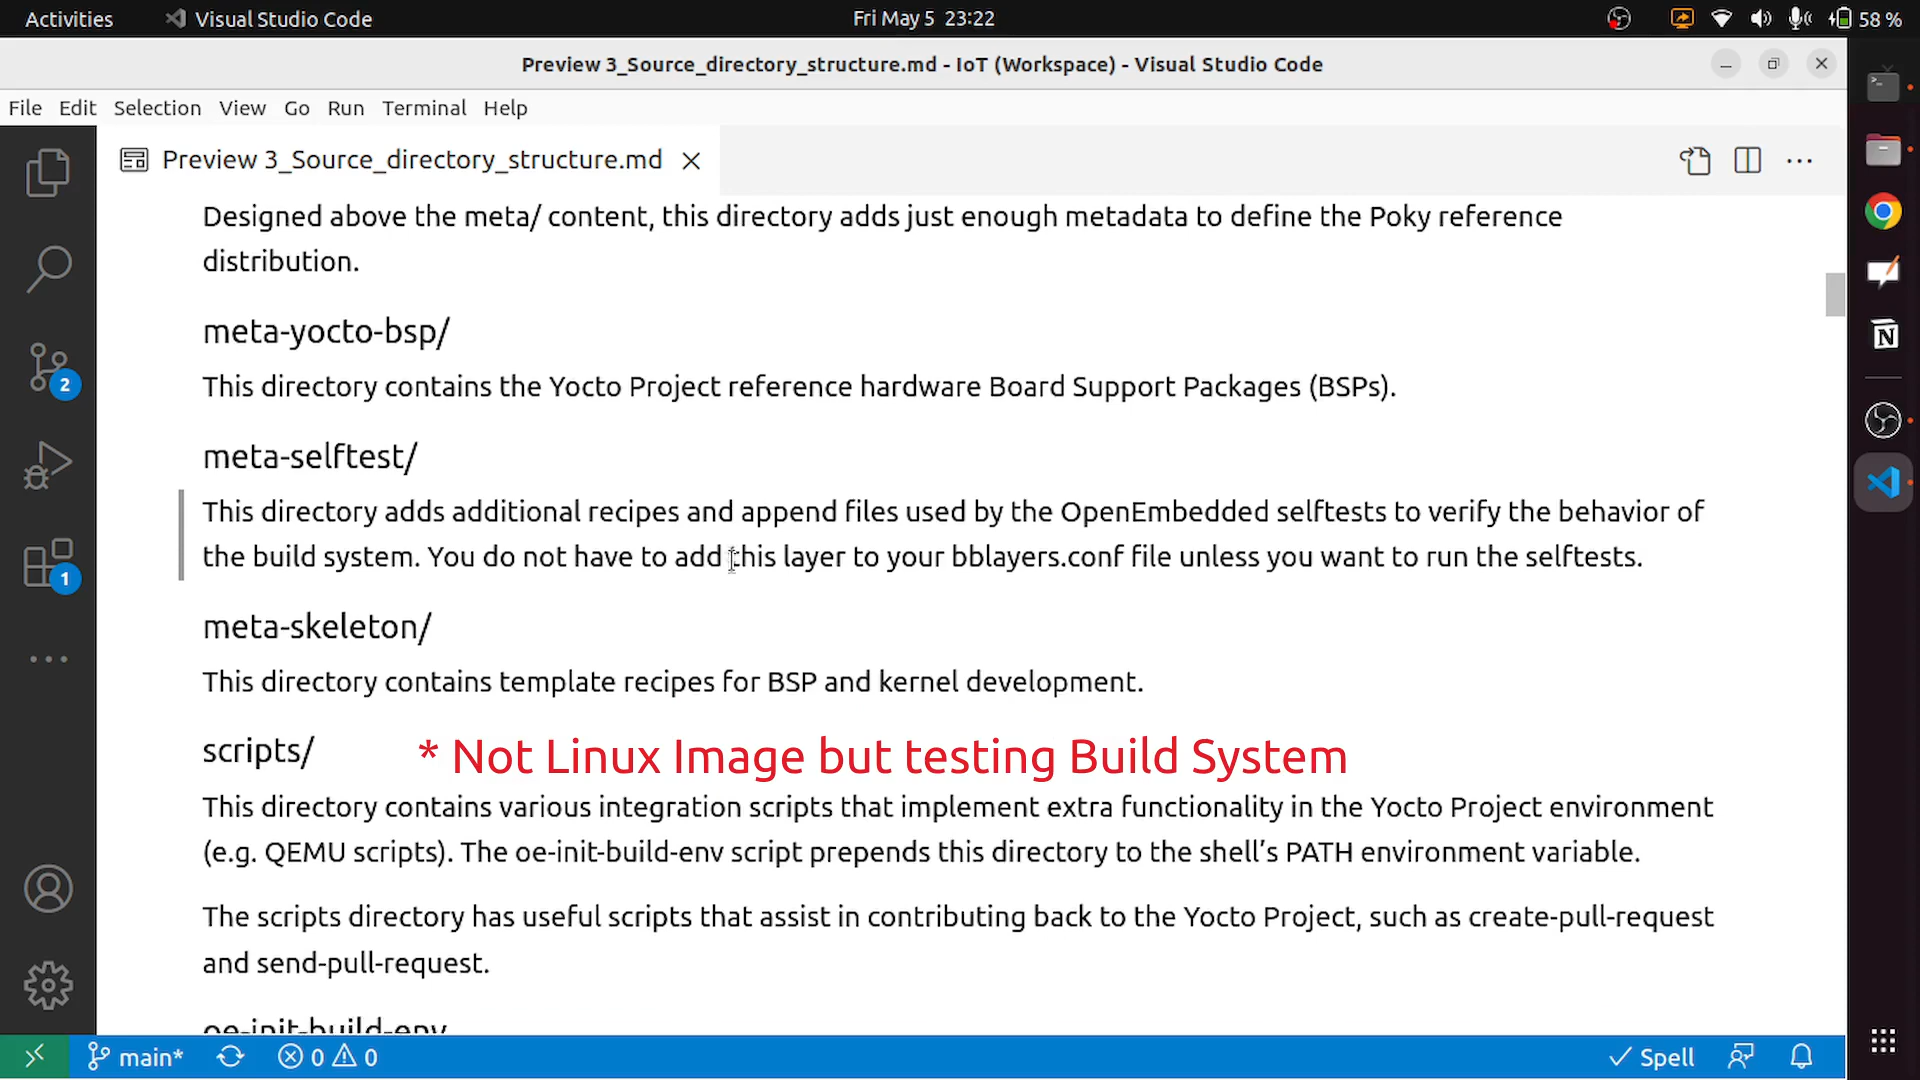 Activities Visual Studio Code Fri May 5 23:22 58 %
Preview 3_Source_directory_structure.md - IoT (Workspace) - Visual Studio Code
File Edit Selection View Go Run Terminal Help
Preview 3_Source_directory_structure.md
Designed above the meta/ content, this directory adds just enough metadata to define the Poky reference
distribution.
meta-yocto-bsp/
This directory contains the Yocto Project reference hardware Board Support Packages (BSPs).
meta-selftest/
This directory adds additional recipes and append files used by the OpenEmbedded selftests to verify the behavior of
the build system. You do not have to add this layer to your bblayers.conf file unless you want to run the selftests.
meta-skeleton/
This directory contains template recipes for BSP and kernel development.
scripts/ * Not Linux Image but testing Build System
This directory contains various integration scripts that implement extra functionality in the Yocto Project environment
(e.g. QEMU scripts). The oe-init-build-env script prepends this directory to the shell’s PATH environment variable.
The scripts directory has useful scripts that assist in contributing back to the Yocto Project, such as create-pull-request
and send-pull-request.
oe-init-build-env
2
1
main* 0 0 Spell